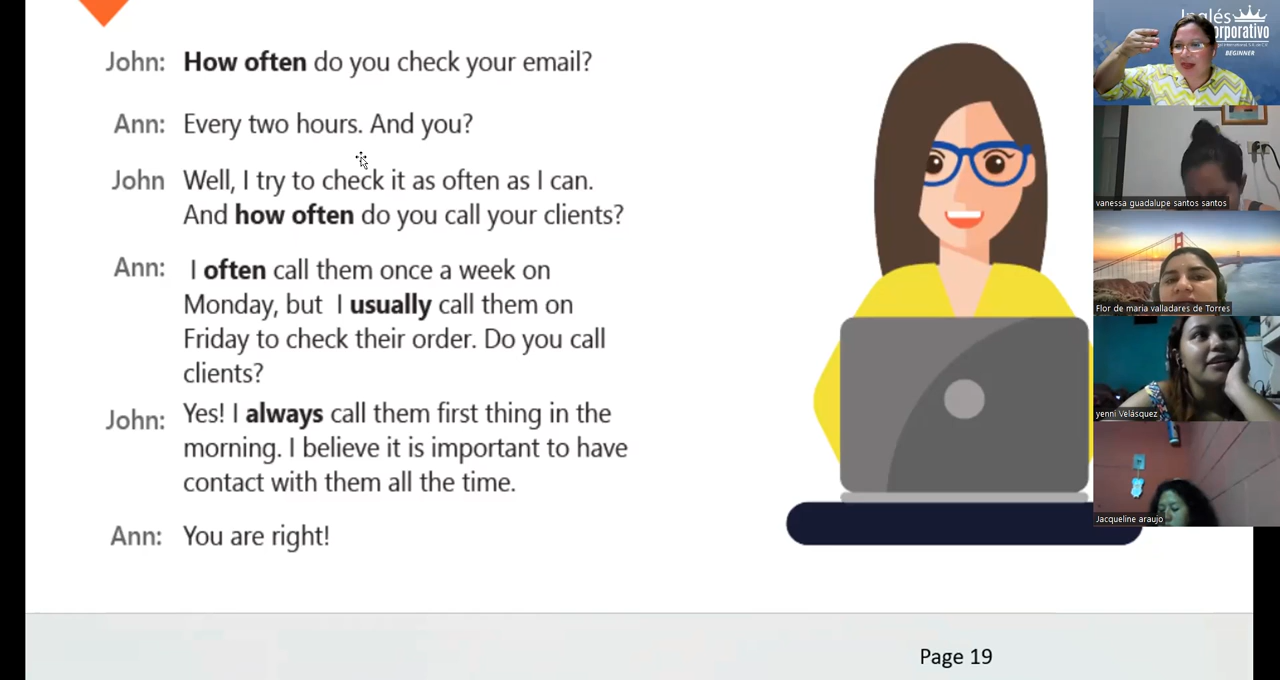 John: How often do you check your email?
Ann: Every two hours. And you?
John Well, I try to check it as often as I can.
And how often do you call your clients?
Ann: I often call them once a week on
Monday, but I usually call them on
Friday to check their order. Do you call
clients?
John: Yes! I always call them first thing in the
morning. I believe it is important to have
contact with them all the time.
Ann: You are right!
Page 19
Inglés
BEGINNER
vanessa guadalupe santos santos
Flor de maria valladares de Torres
yenni Velásquez
Jacqueline araujo